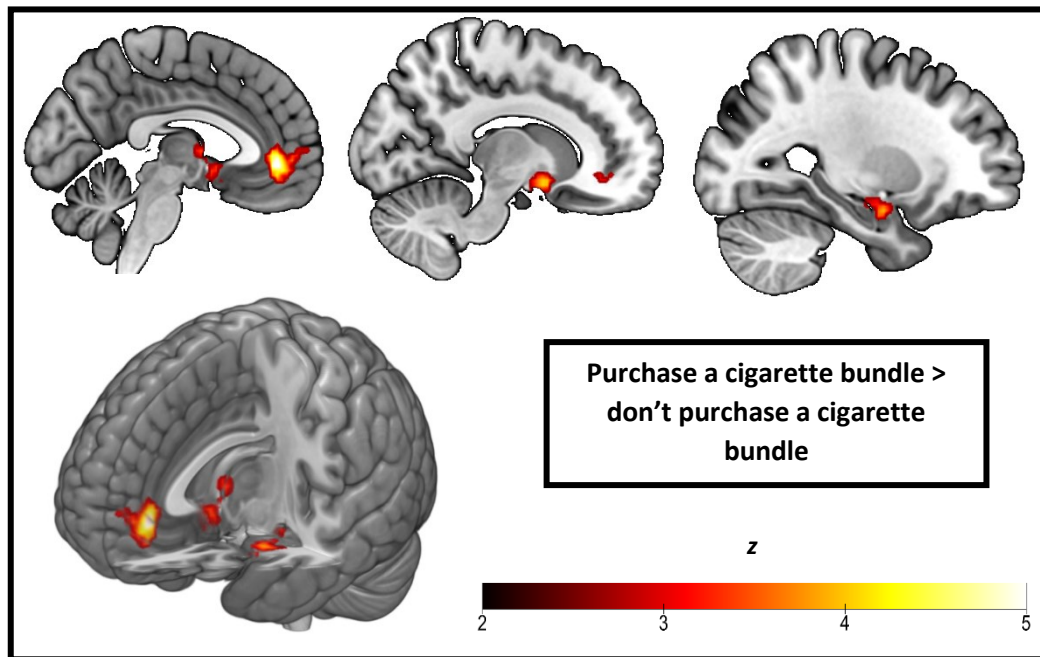 Purchase a cigarette bundle >
don’t purchase a cigarette
bundle
z
2 3 4 5